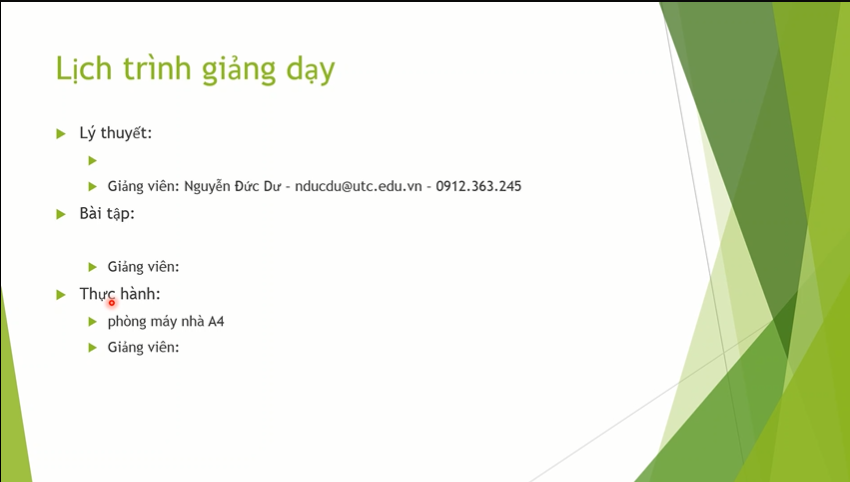 Lịch trình giảng dạy
Lý thuyết:
Giảng viên: Nguyễn Đức Dư - nducdu@utc.edu.vn - 0912.363.245
Bài tập:
Giảng viên:
Thực hành:
phòng máy nhà A4
Giảng viên: